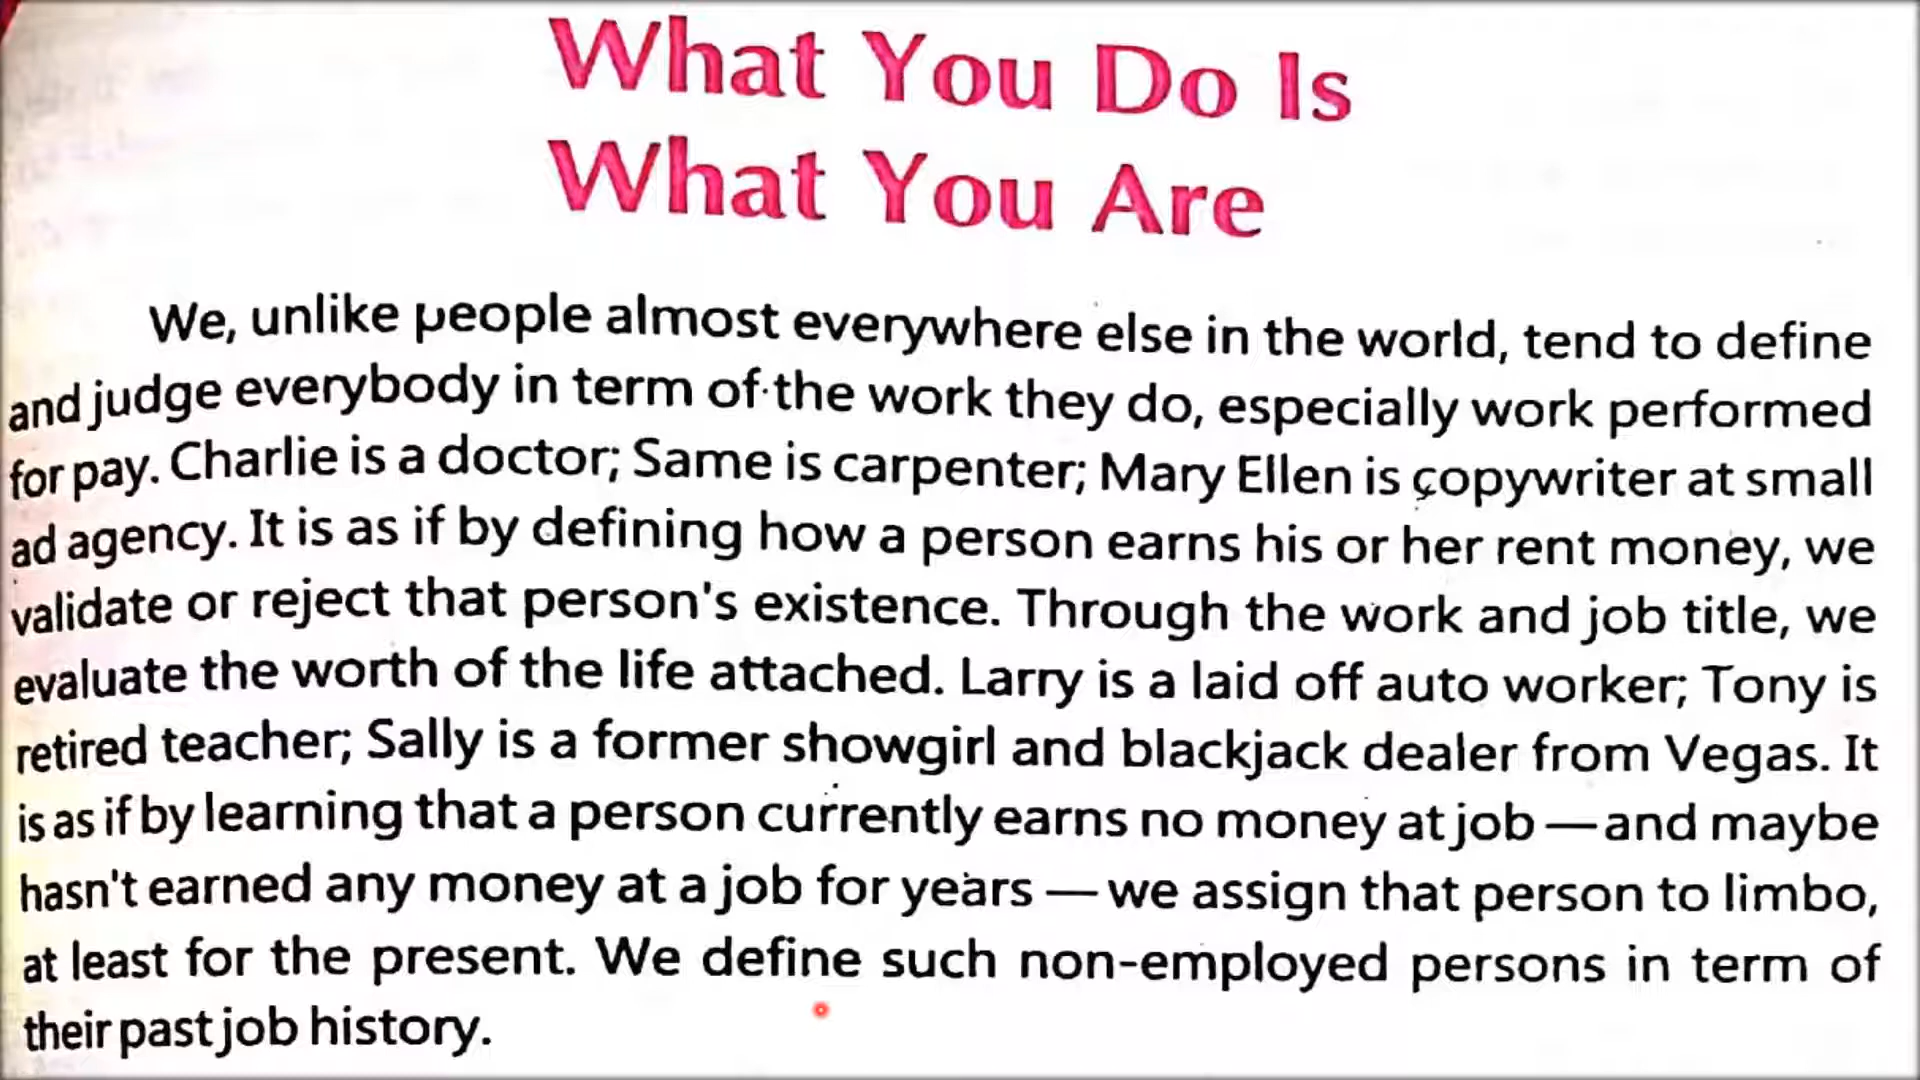 What You Do Is
What You Are
We, unlike people almost everywhere else in the world, tend to define
and judge everybody in term of the work they do, especially work performed
for pay. Charlie is a doctor; Same is carpenter; Mary Ellen is copywriter at small
ad agency. It is as if by defining how a person earns his or her rent money, we
validate or reject that person's existence. Through the work and job title, we
evaluate the worth of the life attached. Larry is a laid off auto worker; Tony is
retired teacher; Sally is a former showgirl and blackjack dealer from Vegas. It
is as if by learning that a person currently earns no money at job — and maybe
hasn't earned any money at a job for years — we assign that person to limbo,
at least for the present. We define such non-employed persons in term of
their past job history.